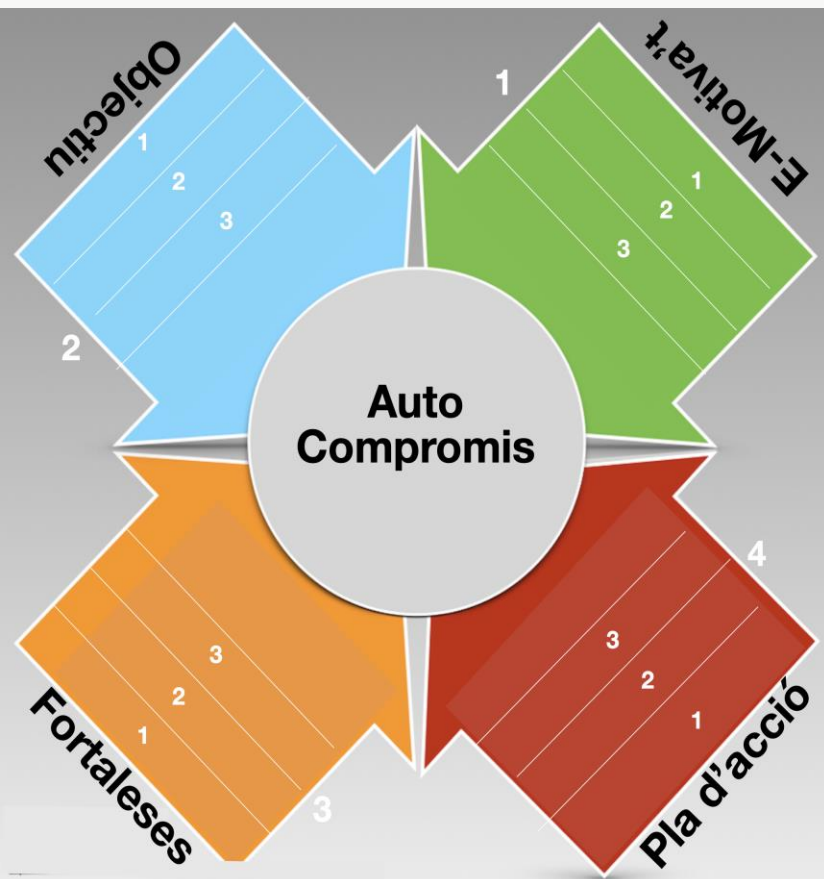 Objectiu
1
2
3
2
E-Motiva't
1
1
2
3
Auto
Compromis
Fortaleses
3
2
1
3
Pla d'acció
4
3
2
1